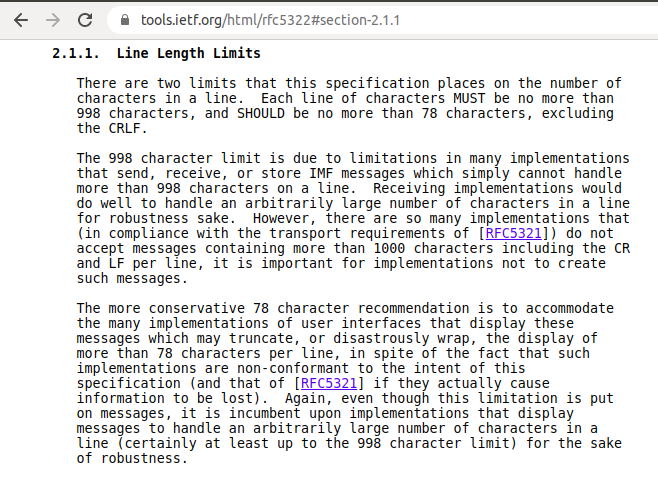 tools.ietf.org/html/rfc5322#section-2.1.1
2.1.1.  Line Length Limits
There are two limits that this specification places on the number of
characters in a line.  Each line of characters MUST be no more than
998 characters, and SHOULD be no more than 78 characters, excluding
the CRLF.
The 998 character limit is due to limitations in many implementations
that send, receive, or store IMF messages which simply cannot handle
more than 998 characters on a line.  Receiving implementations would
do well to handle an arbitrarily large number of characters in a line
for robustness sake.  However, there are so many implementations that
(in compliance with the transport requirements of [RFC5321]) do not
accept messages containing more than 1000 characters including the CR
and LF per line, it is important for implementations not to create
such messages.
The more conservative 78 character recommendation is to accommodate
the many implementations of user interfaces that display these
messages which may truncate, or disastrously wrap, the display of
more than 78 characters per line, in spite of the fact that such
implementations are non-conformant to the intent of this
specification (and that of [RFC5321] if they actually cause
information to be lost).  Again, even though this limitation is put
on messages, it is incumbent upon implementations that display
messages to handle an arbitrarily large number of characters in a
line (certainly at least up to the 998 character limit) for the sake
of robustness.